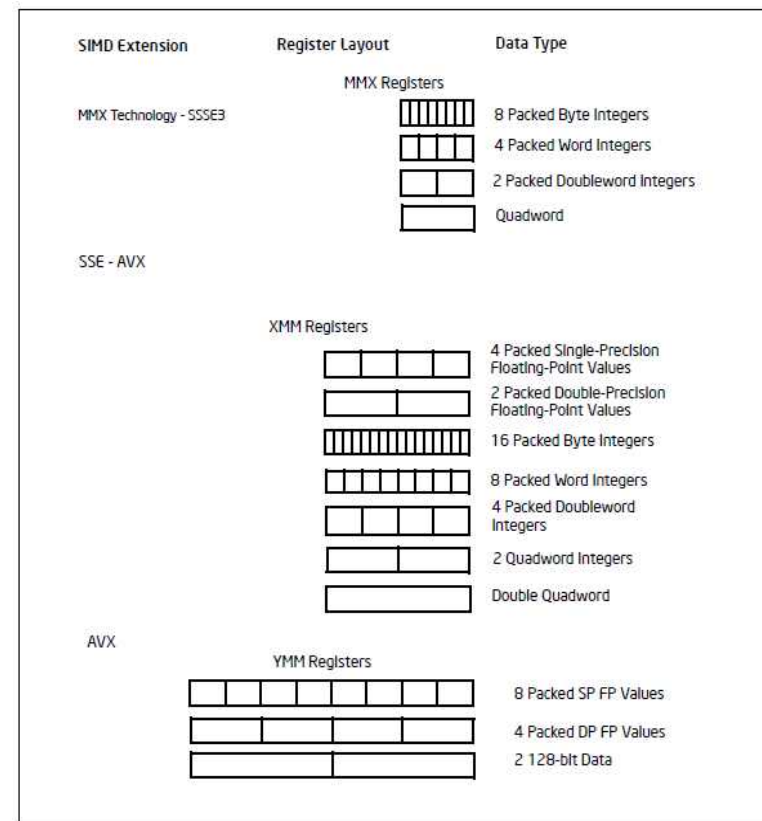 SIMD Extension Register Layout Data Type
MMX Registers
MMX Technology - SSSE3
8 Packed Byte Integers
4 Packed Word Integers
2 Packed Doubleword Integers
Quadword
SSE - AVX
XMM Registers
4 Packed Single-Precision
Floating-Point Values
2 Packed Double-Precision
Floating-Point Values
16 Packed Byte Integers
8 Packed Word Integers
4 Packed Doubleword
Integers
2 Quadword Integers
Double Quadword
AVX
YMM Registers
8 Packed SP FP Values
4 Packed DP FP Values
2 128-bit Data